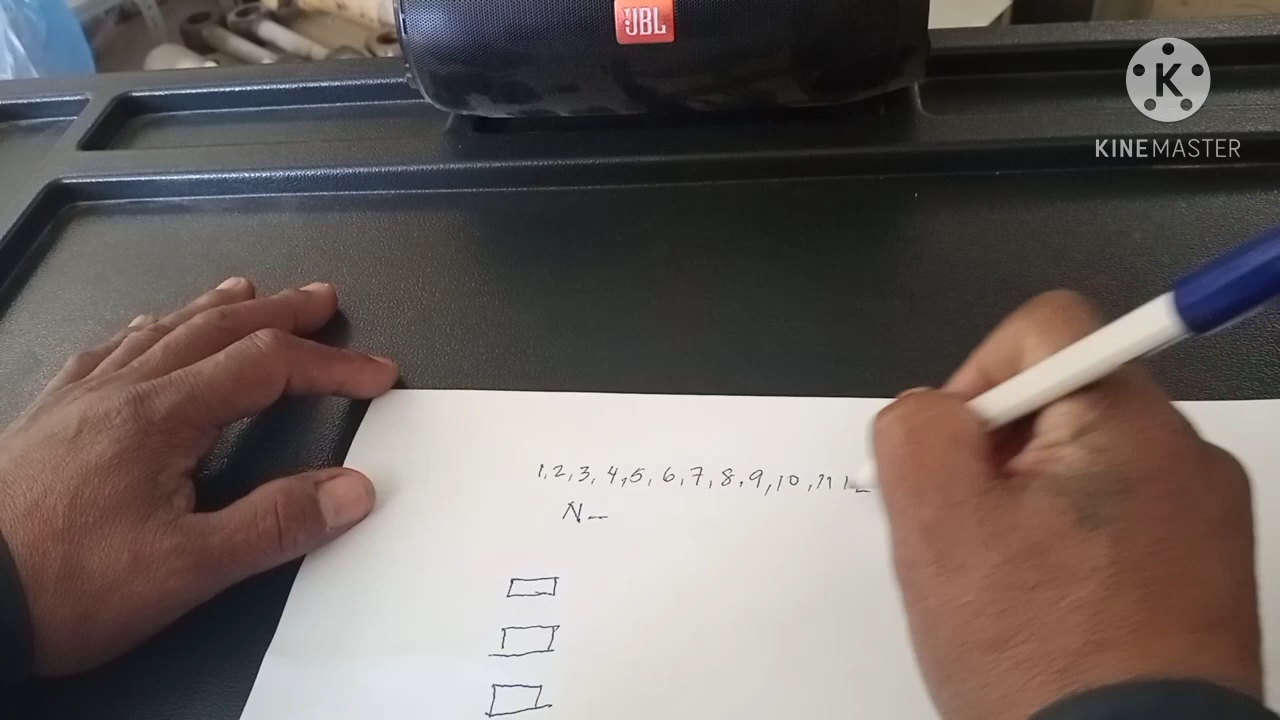 JBL
K
KINEMASTER
1, 2, 3, 4, 5, 6, 7, 8, 9, 10, 11
N